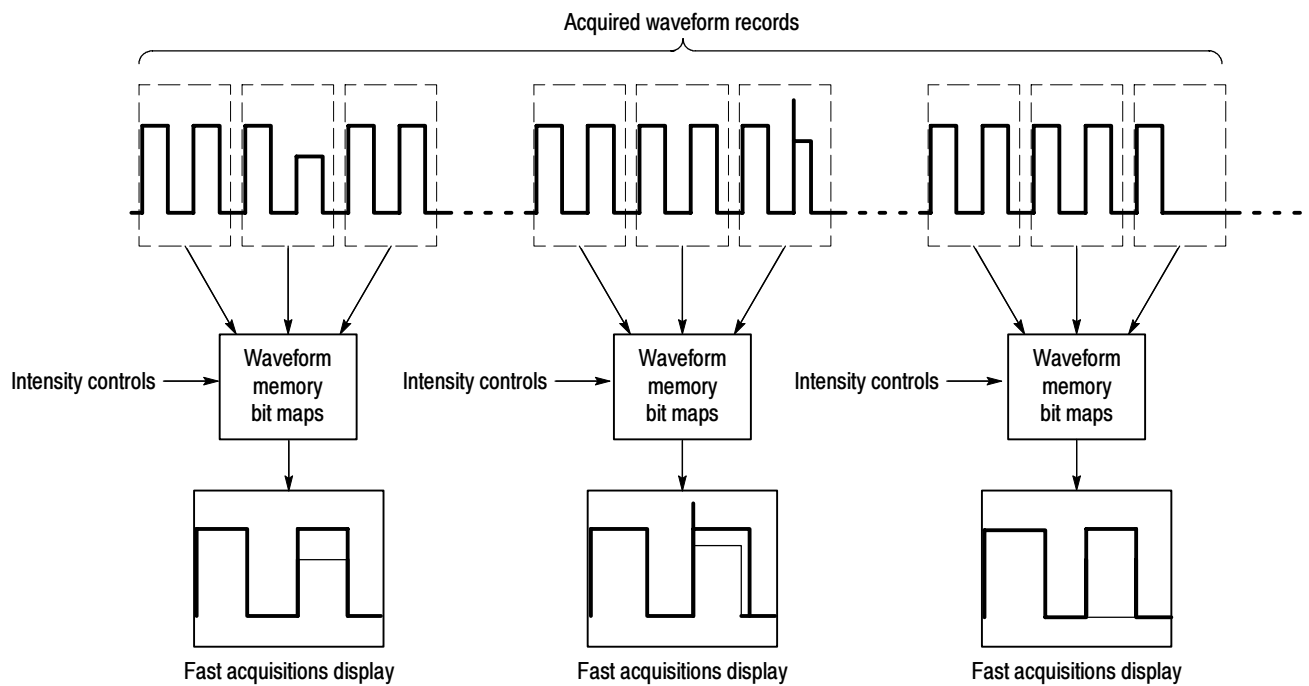 Acquired waveform records
Intensity controls
Waveform
memory
bit maps
Intensity controls
Waveform
memory
bit maps
Intensity controls
Waveform
memory
bit maps
Fast acquisitions display
Fast acquisitions display
Fast acquisitions display